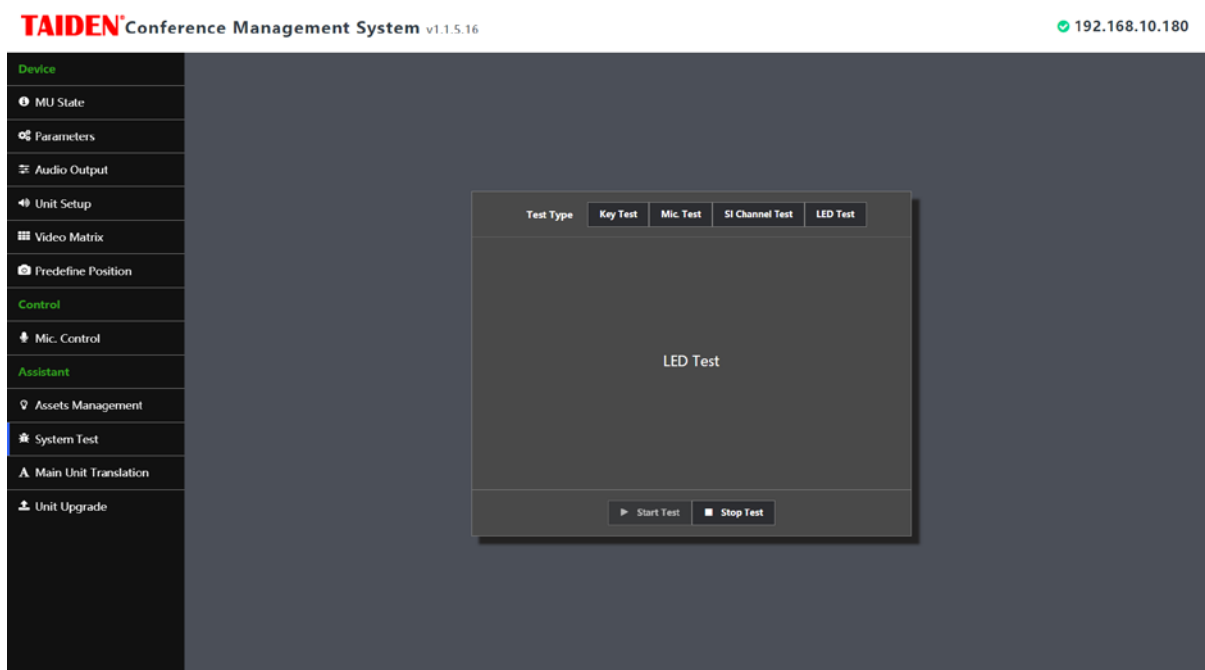 TAIDEN® Conference Management System v1.1.5.16
192.168.10.180
Device
MU State
Parameters
Audio Output
Unit Setup
Video Matrix
Predefine Position
Control
Mic. Control
Assistant
Assets Management
System Test
Main Unit Translation
Unit Upgrade
Test Type Key Test Mic. Test SI Channel Test LED Test
LED Test
Start Test Stop Test